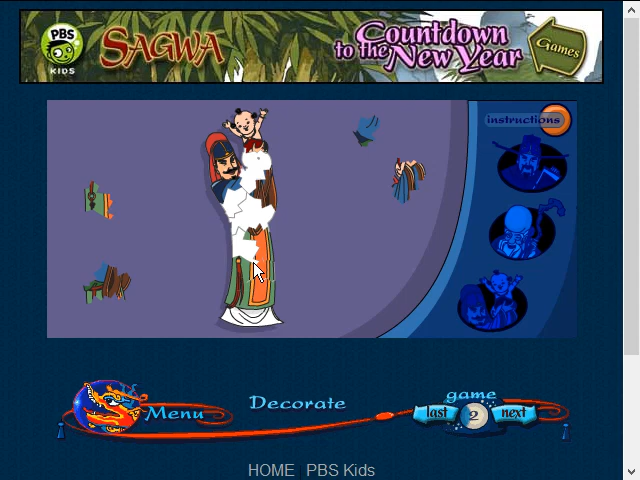 PBS
KIDS
SAGWA
Countdown
to the
New Year
Games
instructions
Menu
Decorate
game
last
2
next
HOME
PBS Kids